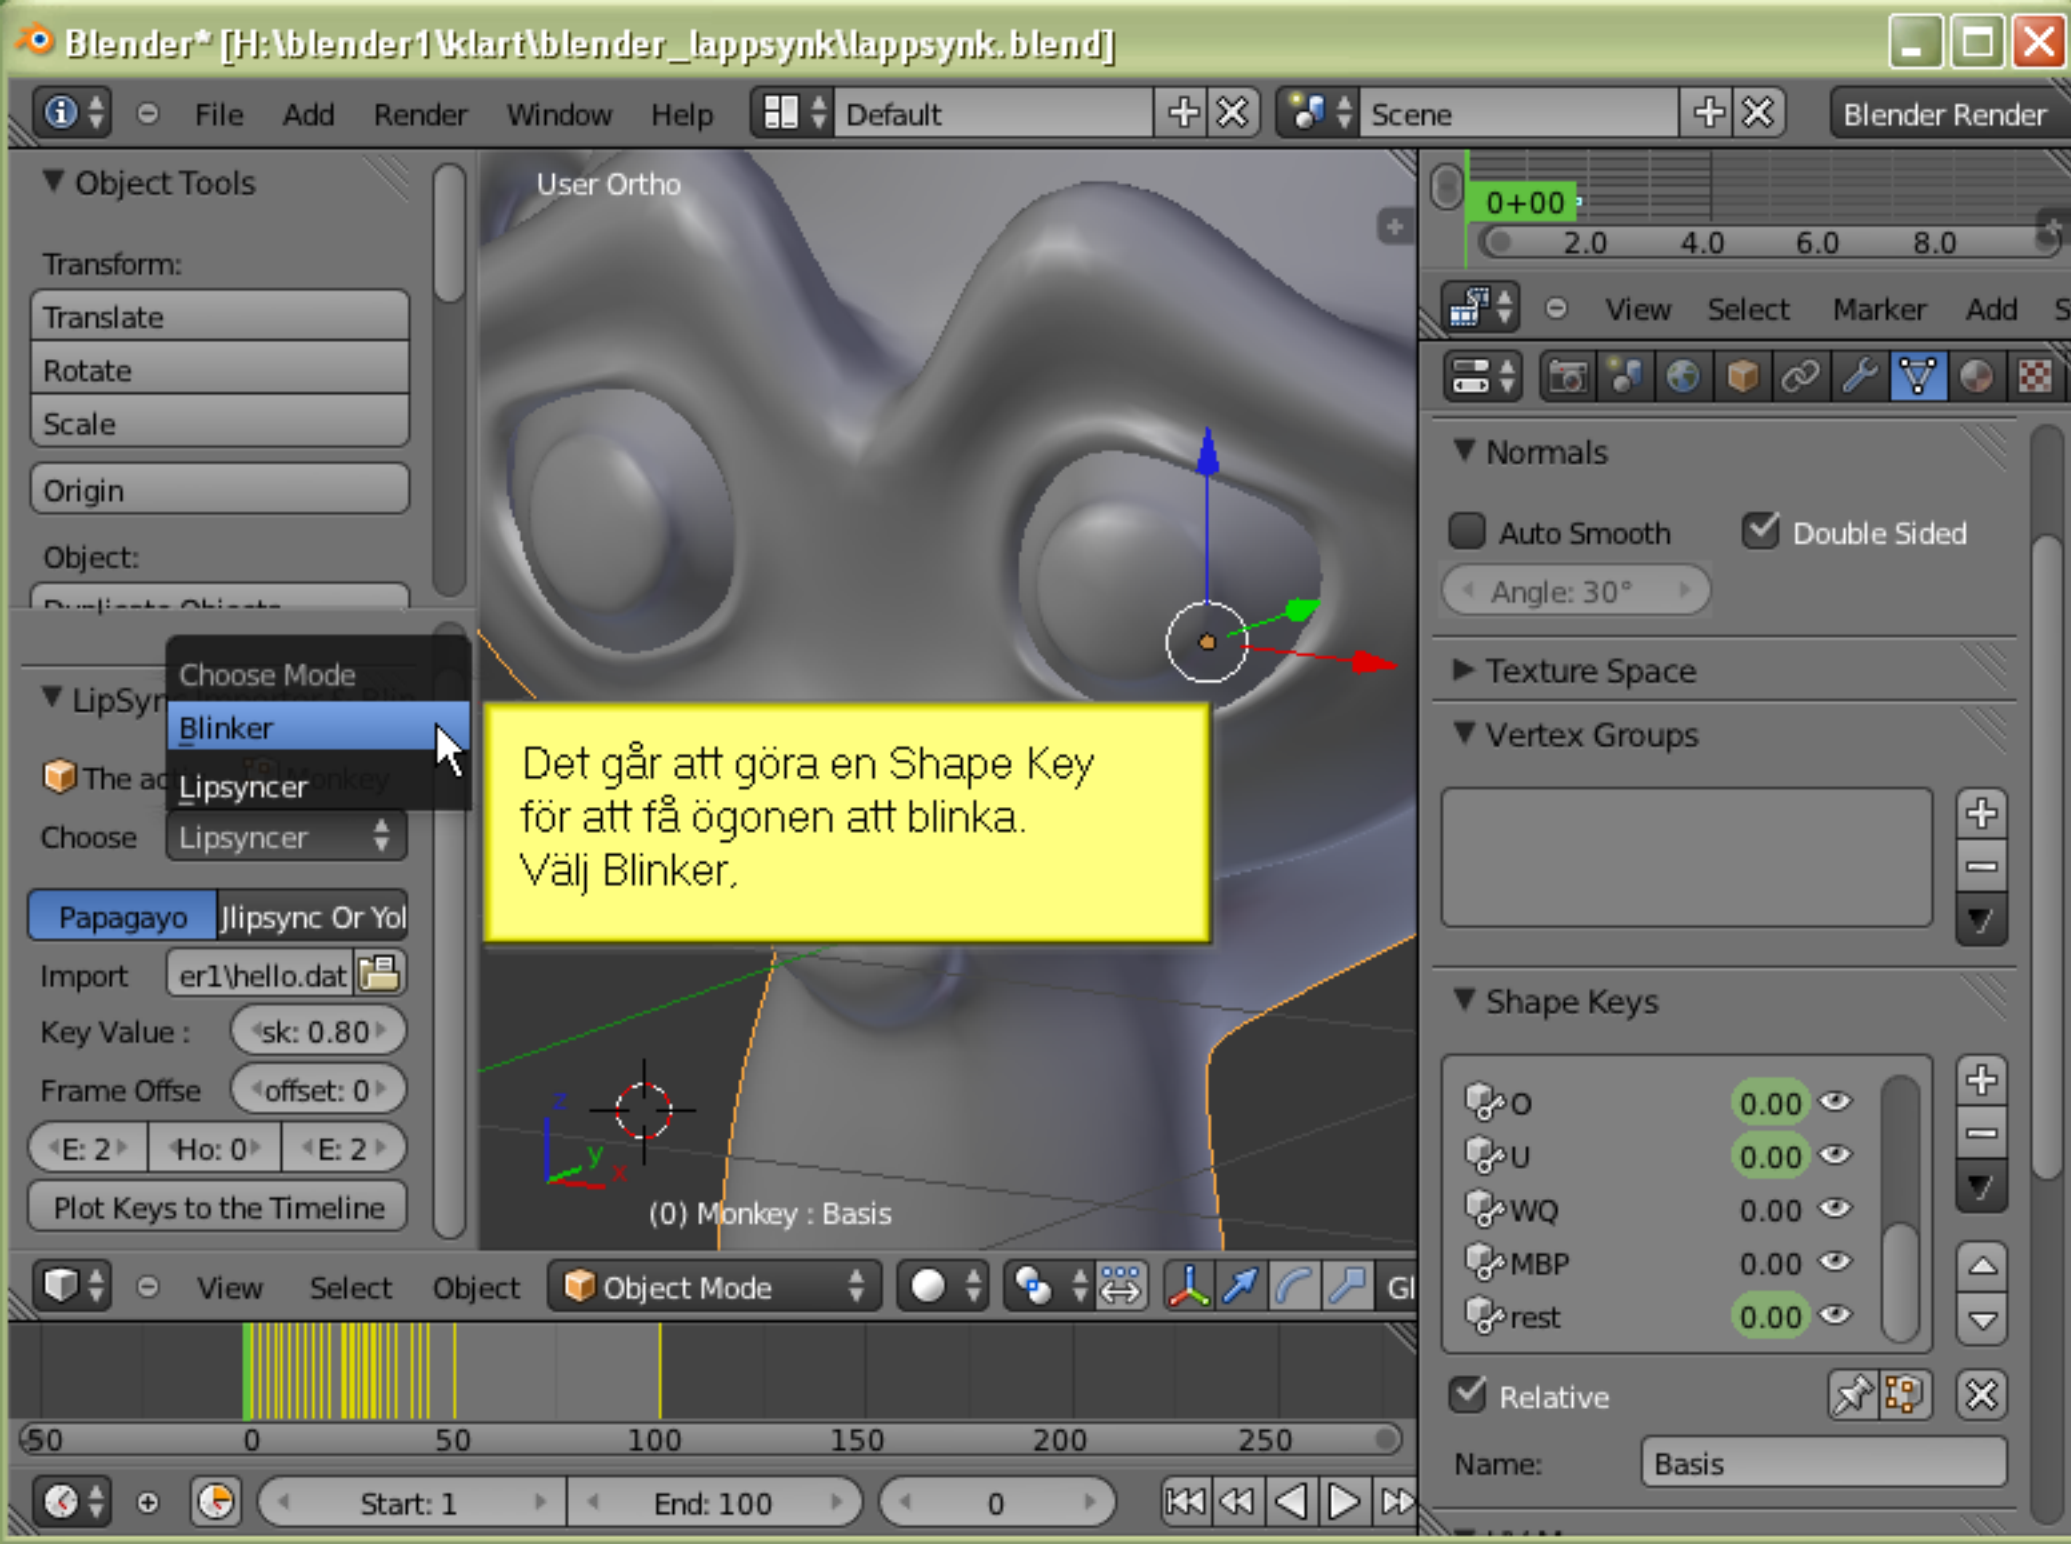 Blender* [H:\blender1\klart\blender_lappsynk\lappsynk.blend]
File Add Render Window Help Default Scene Blender Render
Object Tools
Transform:
Translate
Rotate
Scale
Origin
Object:
Duplicate Objects
Choose Mode
LipSyn
Blinker
The act Monkey
Lipsyncer
Choose Lipsyncer
Papagayo Jlipsync Or Yol
Import er1\hello.dat
Key Value : sk: 0.80
Frame Offse offset: 0
E: 2 Ho: 0 E: 2
Plot Keys to the Timeline
User Ortho
Det går att göra en Shape Key
för att få ögonen att blinka.
Välj Blinker,
z
y
x
(0) Monkey : Basis
View Select Object Object Mode Gl
-50 0 50 100 150 200 250
Start: 1 End: 100 0
0+00
2.0 4.0 6.0 8.0
View Select Marker Add S
Normals
Auto Smooth Double Sided
Angle: 30°
Texture Space
Vertex Groups
Shape Keys
O 0.00
U 0.00
WQ 0.00
MBP 0.00
rest 0.00
Relative
Name: Basis